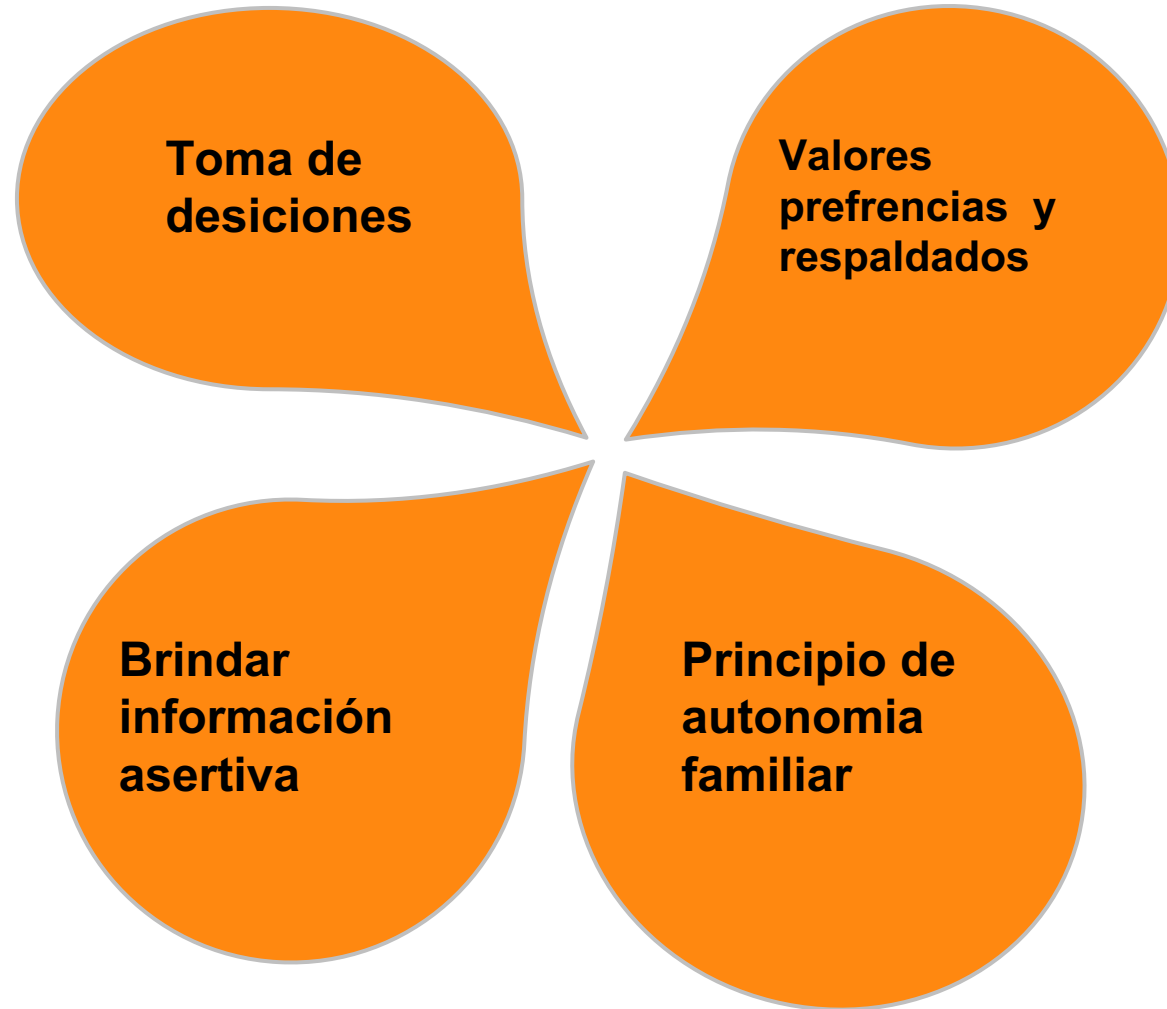 Toma de
desiciones
Valores
prefrencias  y
respaldados
Brindar
información
asertiva
Principio de
autonomia
familiar